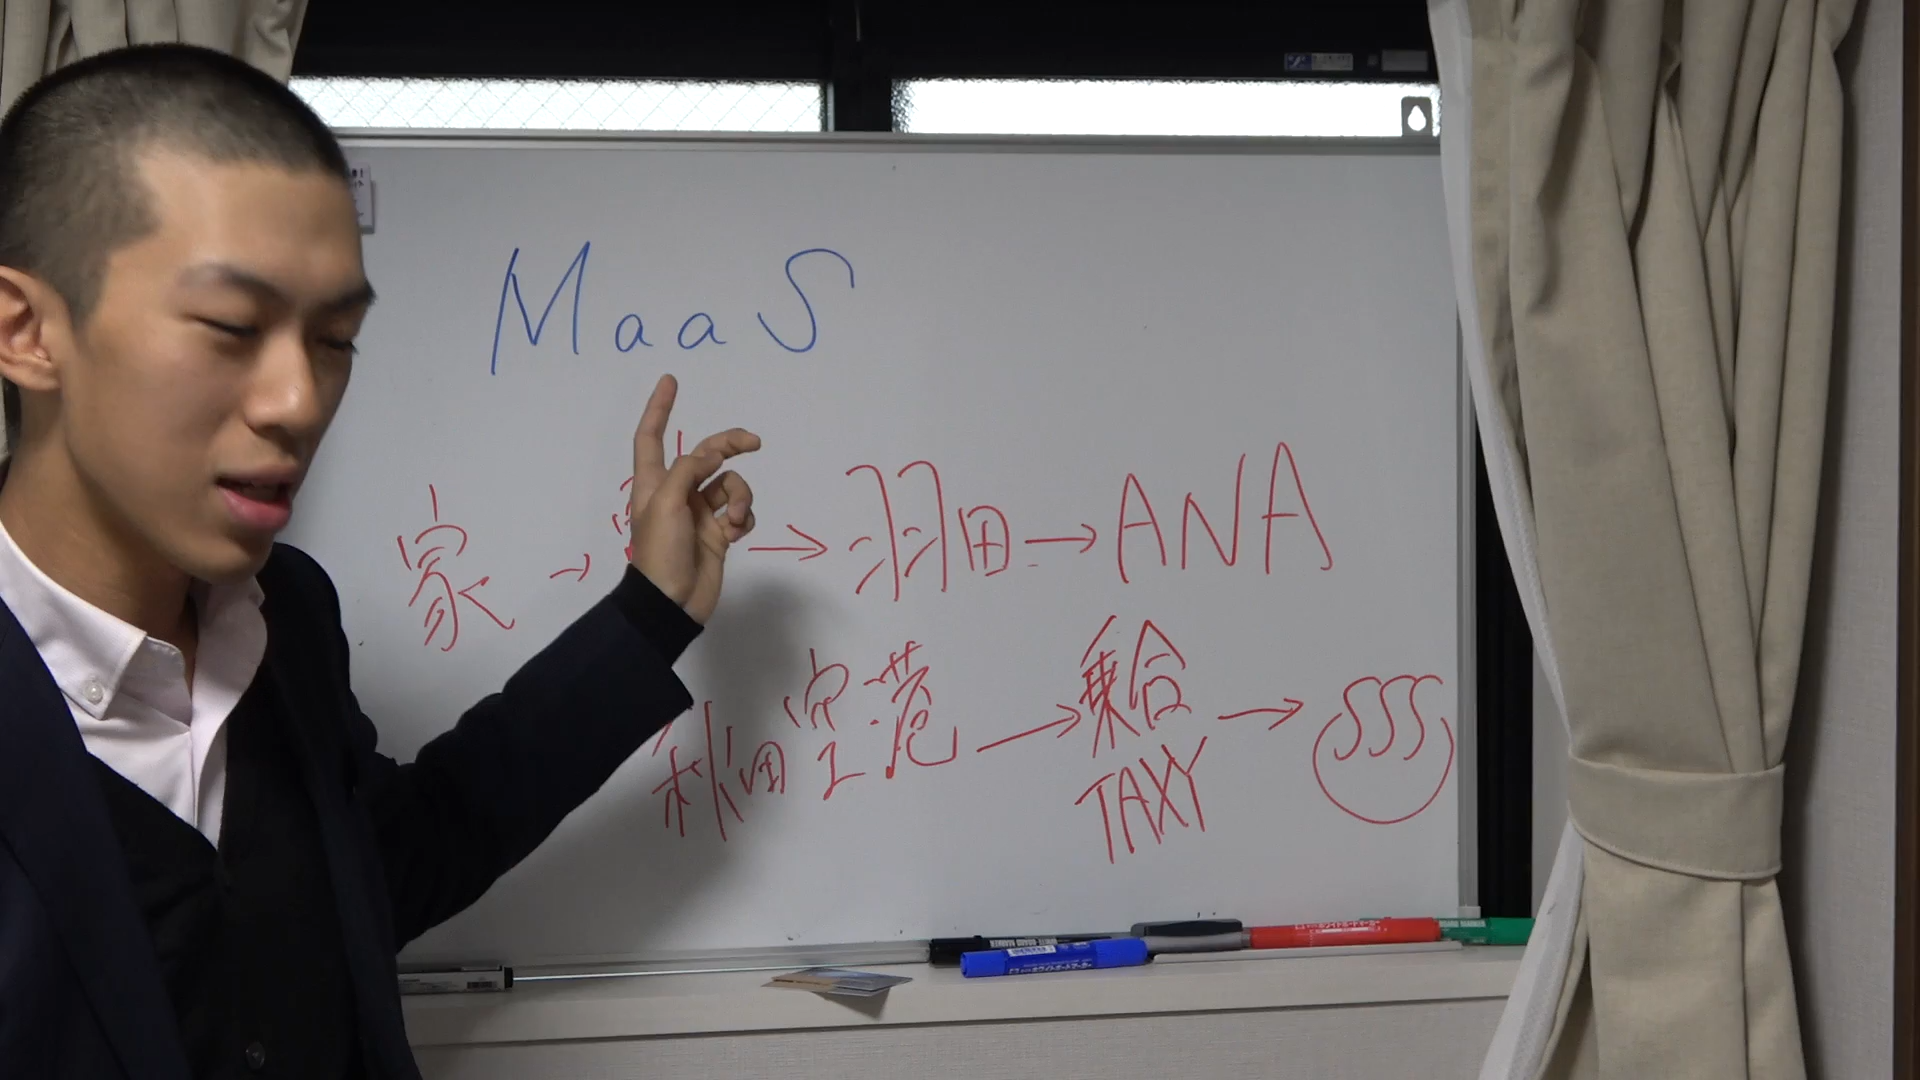 MaaS
家 → → 羽田 → ANA
秋田空港 → 乗合 TAXY →